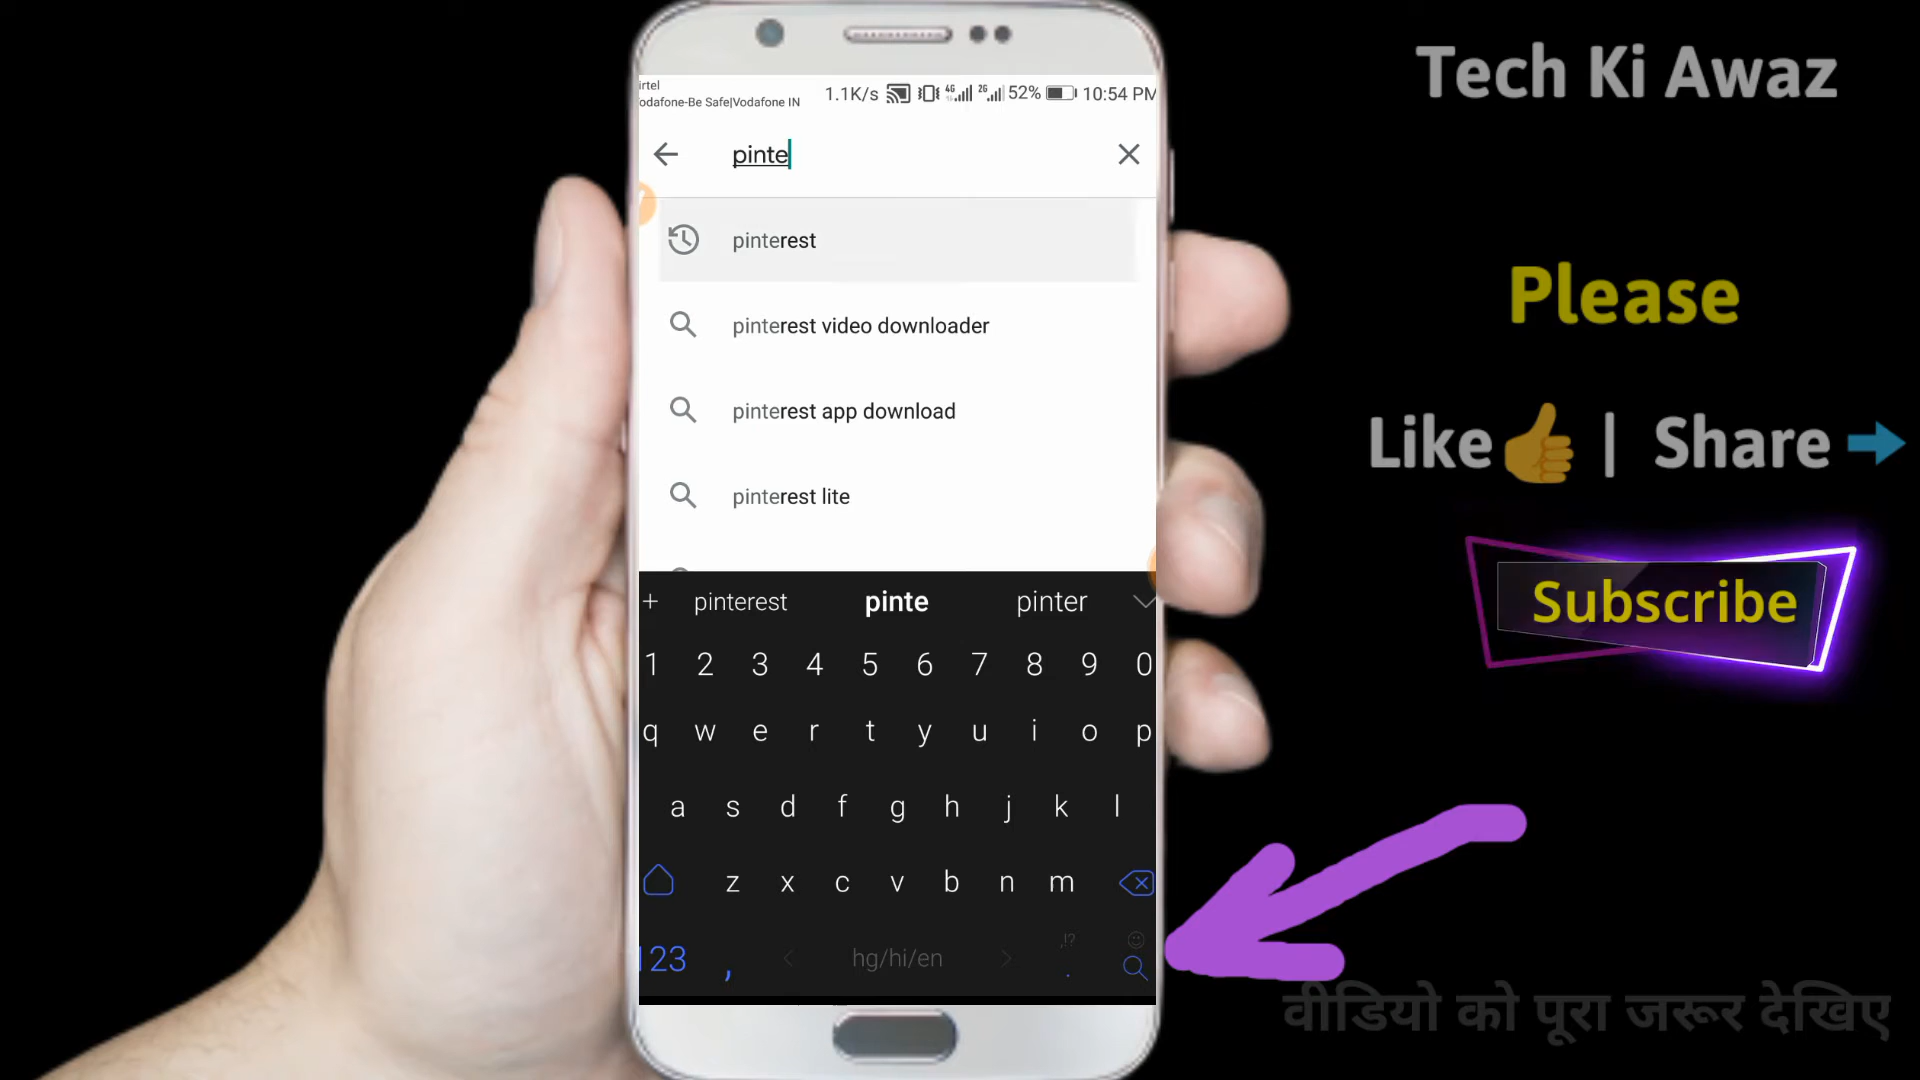 Tech Ki Awaz
irtel
odafone-Be Safe|Vodafone IN
1.1K/s 4G 2G 52% 10:54 PM
pinte
pinterest
pinterest video downloader
pinterest app download
pinterest lite
Please
Like👍 | Share ➡
Subscribe
+ pinterest pinte pinter
1 2 3 4 5 6 7 8 9 0
q w e r t y u i o p
a s d f g h j k l
z x c v b n m
123 , < hg/hi/en > ,!? .
वीडियो को पूरा जरूर देखिए